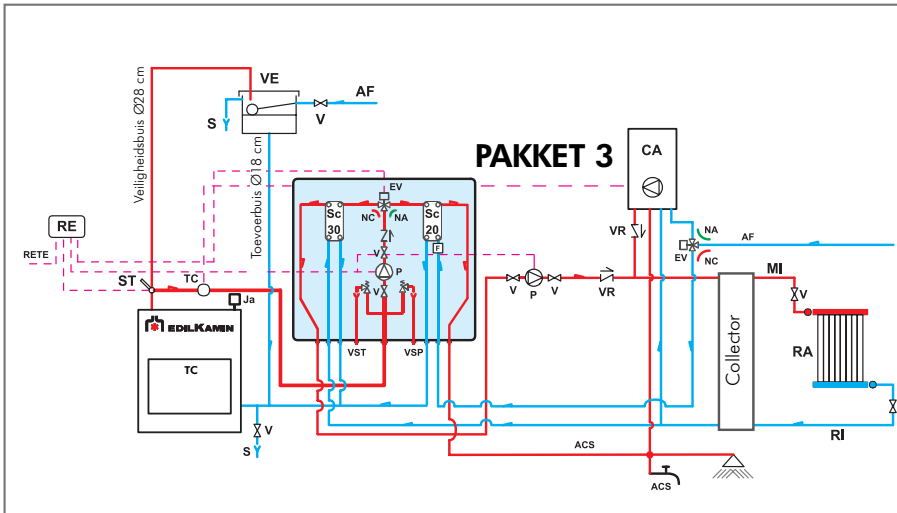 VE
AF
S
V
Veiligheidsbuis Ø28 cm
Toevoerbuis Ø18 cm
PAKKET 3
CA
EV
NC
NA
Sc
30
Sc
20
F
V
P
V
VST
VSP
RE
RETE
ST
TC
Ja
EDILKAMIN
TC
V
S
V
P
V
VR
VR
NA
EV
NC
AF
MI
V
Collector
RA
V
RI
ACS
ACS